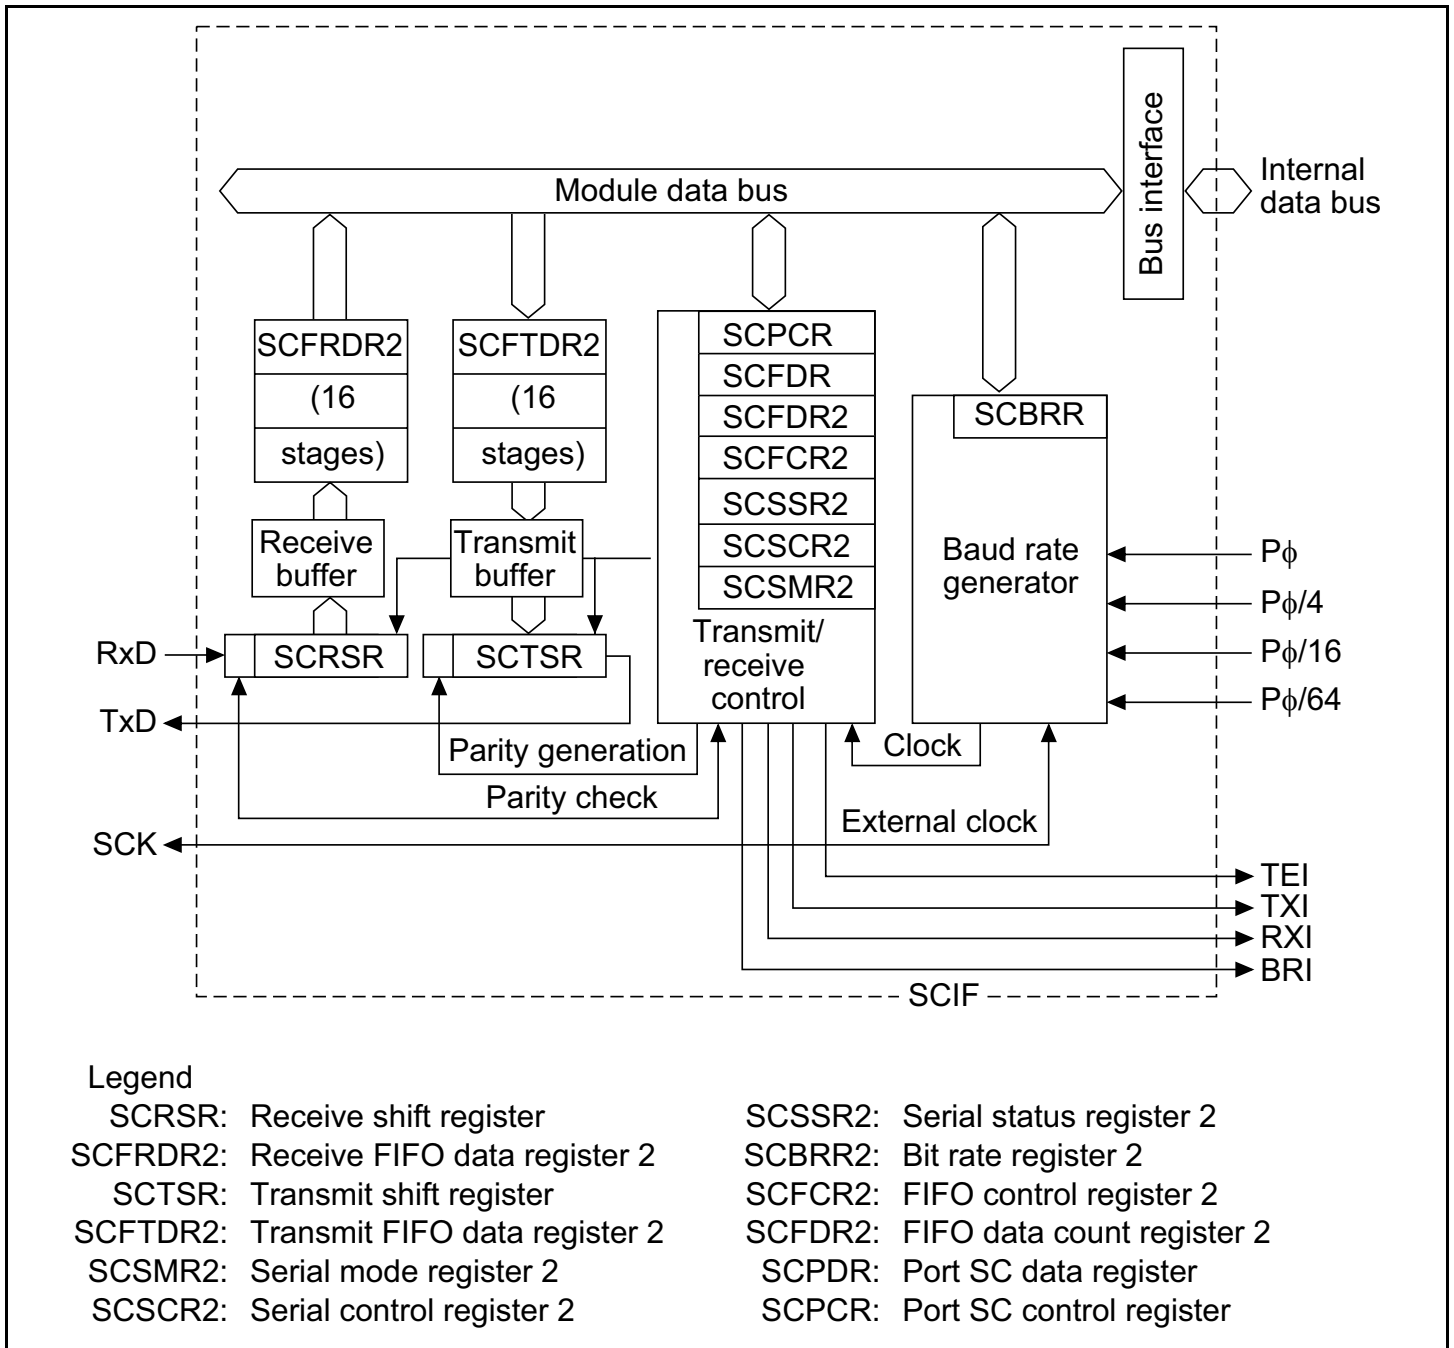 Module data bus
Bus interface
Internal
data bus
SCFRDR2
(16
stages)
SCFTDR2
(16
stages)
SCPCR
SCFDR
SCFDR2
SCFCR2
SCSSR2
SCSCR2
SCSMR2
Transmit/
receive
control
SCBRR
Baud rate
generator
Receive
buffer
Transmit
buffer
SCRSR
SCTSR
RxD
TxD
SCK
Pϕ
Pϕ/4
Pϕ/16
Pϕ/64
Parity generation
Parity check
Clock
External clock
TEI
TXI
RXI
BRI
SCIF
Legend
SCRSR: Receive shift register
SCFRDR2: Receive FIFO data register 2
SCTSR: Transmit shift register
SCFTDR2: Transmit FIFO data register 2
SCSMR2: Serial mode register 2
SCSCR2: Serial control register 2
SCSSR2: Serial status register 2
SCBRR2: Bit rate register 2
SCFCR2: FIFO control register 2
SCFDR2: FIFO data count register 2
SCPDR: Port SC data register
SCPCR: Port SC control register